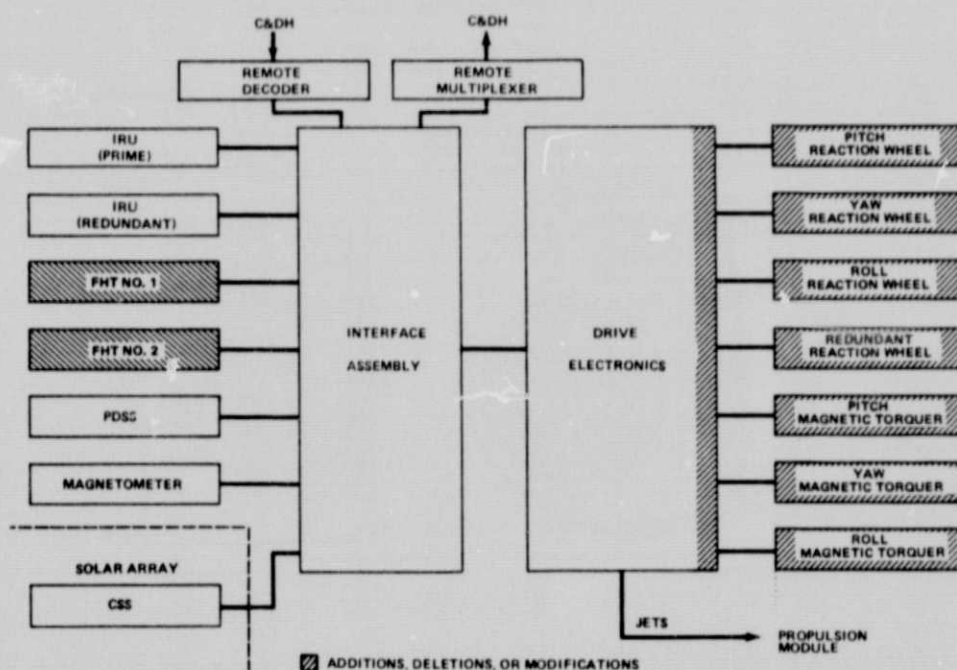 C&DH
C&DH
REMOTE
DECODER
REMOTE
MULTIPLEXER
IRU
(PRIME)
IRU
(REDUNDANT)
FHT NO. 1
FHT NO. 2
PDSS
MAGNETOMETER
SOLAR ARRAY
CSS
INTERFACE
ASSEMBLY
DRIVE
ELECTRONICS
PITCH
REACTION WHEEL
YAW
REACTION WHEEL
ROLL
REACTION WHEEL
REDUNDANT
REACTION WHEEL
PITCH
MAGNETIC TORQUER
YAW
MAGNETIC TORQUER
ROLL
MAGNETIC TORQUER
JETS
PROPULSION
MODULE
ADDITIONS, DELETIONS, OR MODIFICATIONS